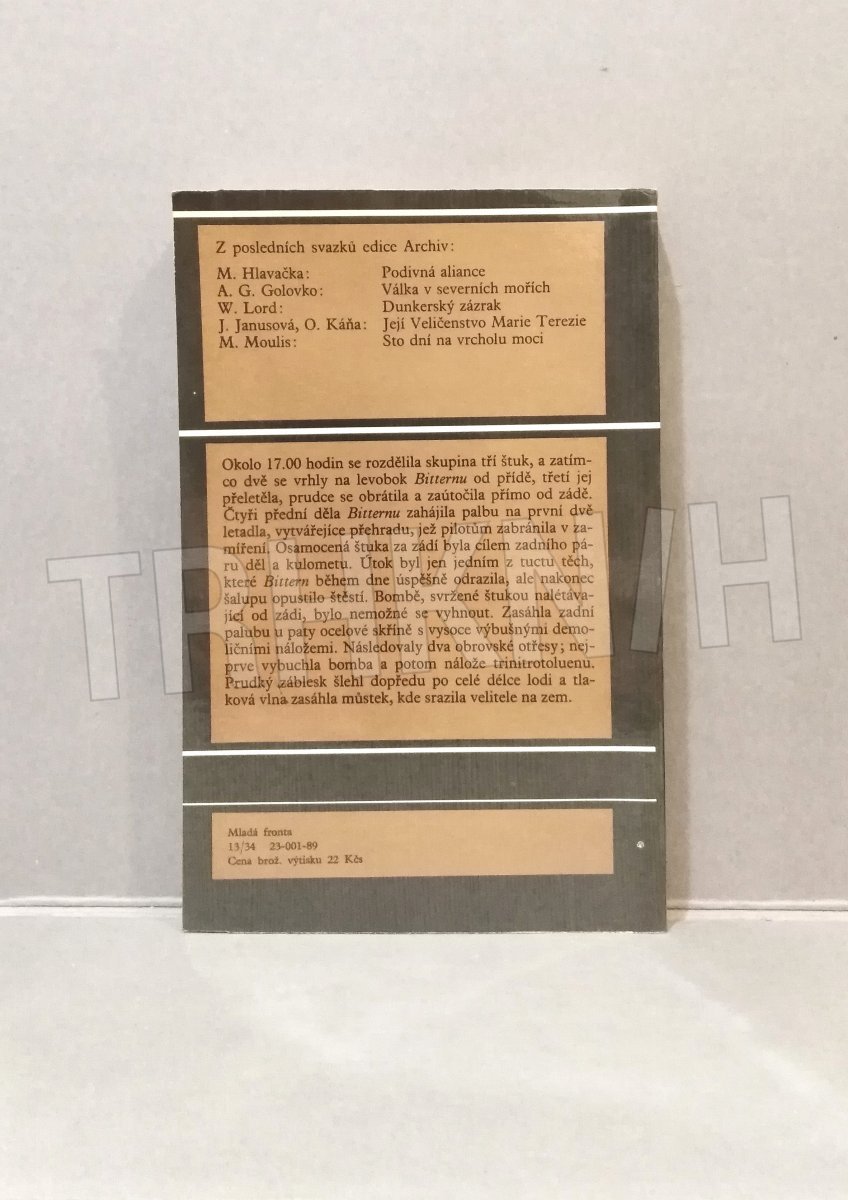 Z posledních svazků edice Archiv:
M. Hlavačka: Podivná aliance
A. G. Golovko: Válka v severních mořích
W. Lord: Dunkerský zázrak
J. Janusová, O. Káňa: Její Veličenstvo Marie Terezie
M. Moulis: Sto dní na vrcholu moci
Okolo 17.00 hodin se rozdělila skupina tří štuk, a zatím-
co dvě se vrhly na levobok Bitternu od přídě, třetí jej
přeletěla, prudce se obrátila a zaútočila přímo od zádě.
Čtyři přední děla Bitternu zahájila palbu na první dvě
letadla, vytvářejíce přehradu, jež pilotům zabránila v za-
míření. Osamocená štuka za zádí byla cílem zadního pá-
ru děl a kulometu. Útok byl jen jedním z tuctu těch,
které Bittern během dne úspěšně odrazila, ale nakonec
šalupu opustilo štěstí. Bombě, svržené štukou nalétáva-
jící od zádi, bylo nemožné se vyhnout. Zasáhla zadní
palubu u paty ocelové skříně s vysoce výbušnými demo-
ličními náložemi. Následovaly dva obrovské otřesy; nej-
prve vybuchla bomba a potom nálože trinitrotoluenu.
Prudký záblesk šlehl dopředu po celé délce lodi a tla-
ková vlna zasáhla můstek, kde srazila velitele na zem.
Mladá fronta
13/34 23-001-89
Cena brož. výtisku 22 Kčs